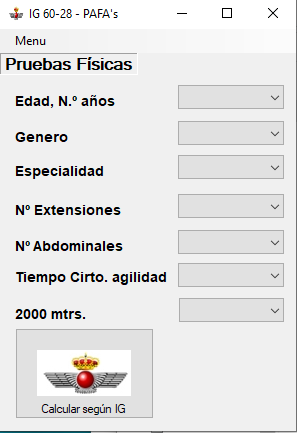 IG 60-28 - PAFA's
Menu
Pruebas Físicas
Edad, N.º años
Genero
Especialidad
Nº Extensiones
Nº Abdominales
Tiempo Cirto. agilidad
2000 mtrs.
Calcular según IG